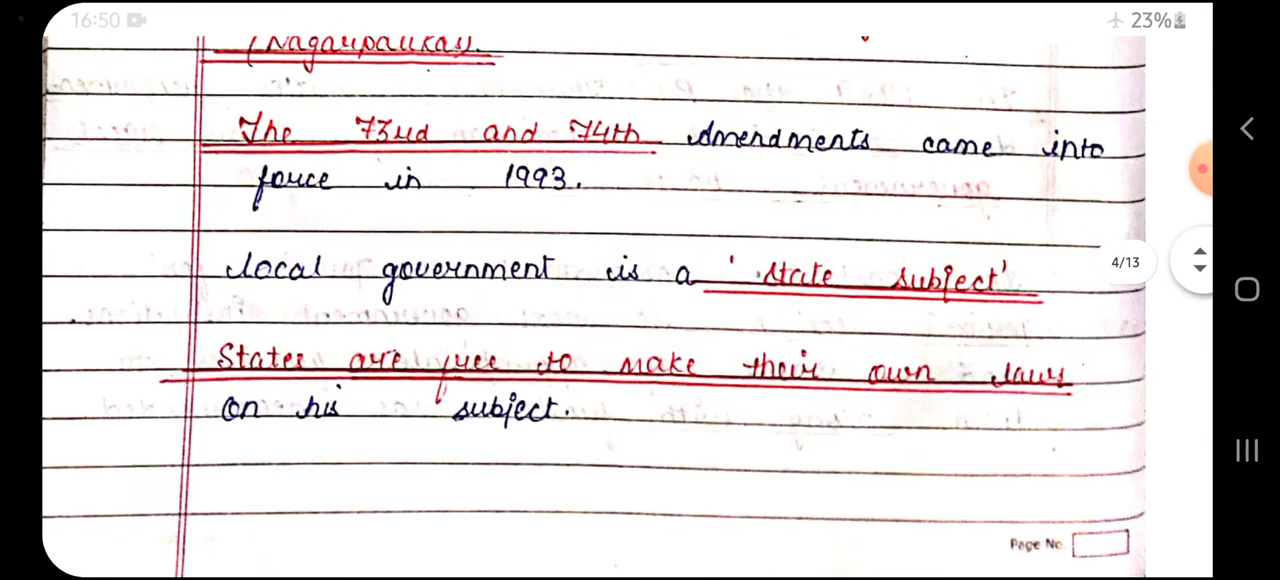 16:50
23%
(Nagarpalikas).
The 73rd and 74th Amendments came into
force in 1993.
local government is a 'state subject'
4/13
States are free to make their own laws
on his subject.
Page No.